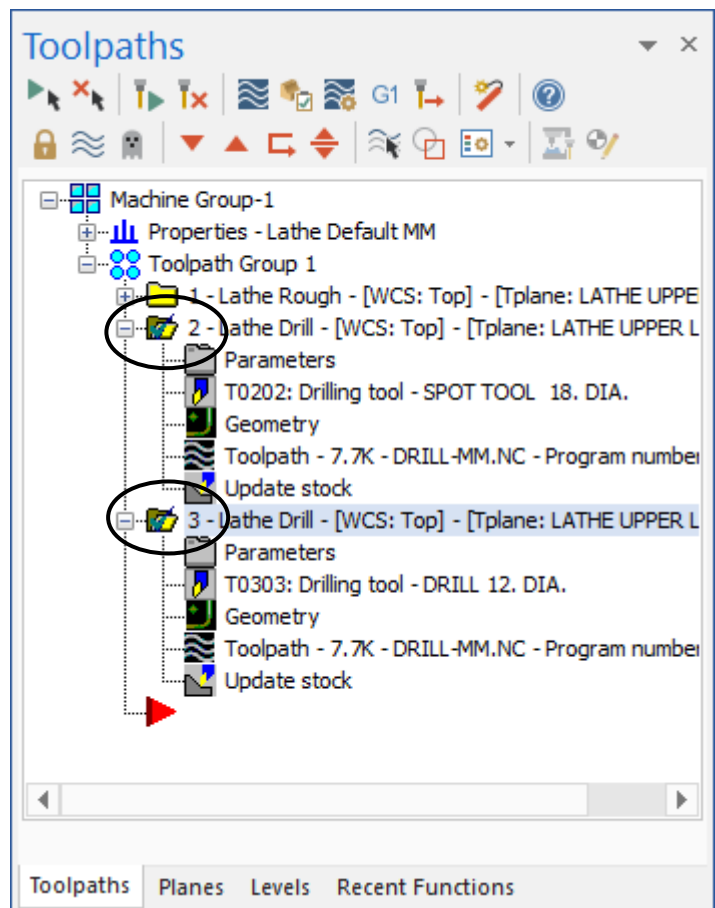 Toolpaths
G1
Machine Group-1
Properties - Lathe Default MM
Toolpath Group 1
1 - Lathe Rough - [WCS: Top] - [Tplane: LATHE UPPE
2 - Lathe Drill - [WCS: Top] - [Tplane: LATHE UPPER L
Parameters
T0202: Drilling tool - SPOT TOOL 18. DIA.
Geometry
Toolpath - 7.7K - DRILL-MM.NC - Program number
Update stock
3 - Lathe Drill - [WCS: Top] - [Tplane: LATHE UPPER L
Parameters
T0303: Drilling tool - DRILL 12. DIA.
Geometry
Toolpath - 7.7K - DRILL-MM.NC - Program number
Update stock
Toolpaths Planes Levels Recent Functions